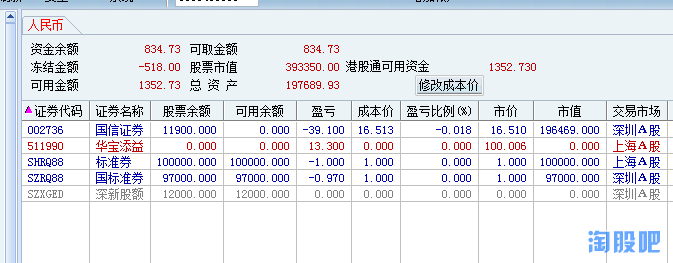 人民币
资金余额 834.73 可取金额 834.73
冻结金额 -518.00 股票市值 393350.00 港股通可用资金 1352.730
可用金额 1352.73 总 资 产 197689.93 修改成本价
证券代码 证券名称 股票余额 可用余额 盈亏 成本价 盈亏比例(%) 市价 市值 交易市场
002736 国信证券 11900.000 0.000 -39.100 16.513 -0.018 16.510 196469.000 深圳A股
511990 华宝添益 0.000 0.000 13.300 0.000 0.000 100.006 0.000 上海A股
SHRQ88 标准券 100000.000 100000.000 -1.000 1.000 0.000 1.000 100000.000 上海A股
SZRQ88 国标准券 97000.000 97000.000 -0.970 1.000 0.000 1.000 97000.000 深圳A股
SZXGED 深新股额 12000.000 12000.000 0.000 0.000 0.000 0.000 0.000 深圳A股
淘股吧